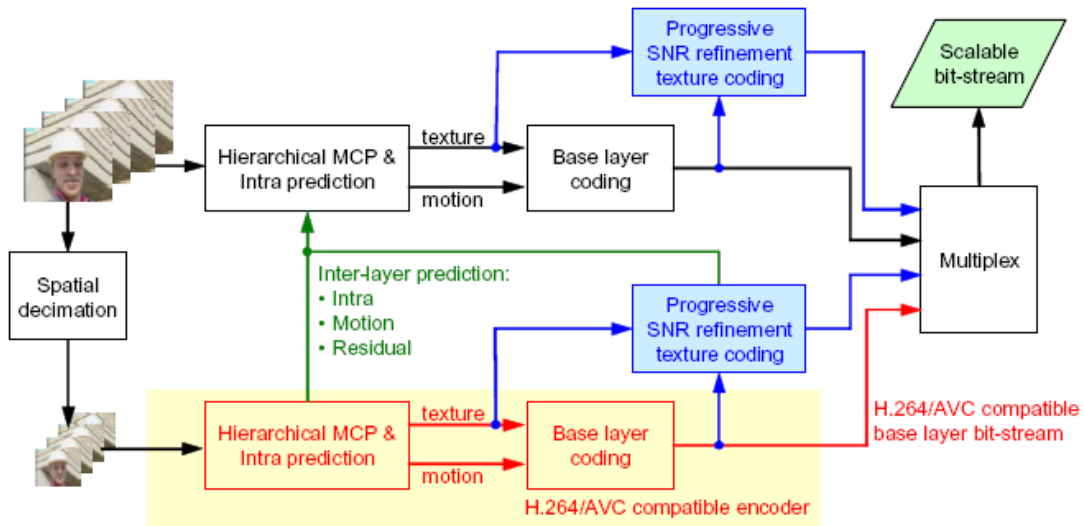 Progressive
SNR refinement
texture coding
Scalable
bit-stream
Hierarchical MCP &
Intra prediction
texture
motion
Base layer
coding
Multiplex
Spatial
decimation
Inter-layer prediction:
• Intra
• Motion
• Residual
Progressive
SNR refinement
texture coding
Hierarchical MCP &
Intra prediction
texture
motion
Base layer
coding
H.264/AVC compatible
base layer bit-stream
H.264/AVC compatible encoder